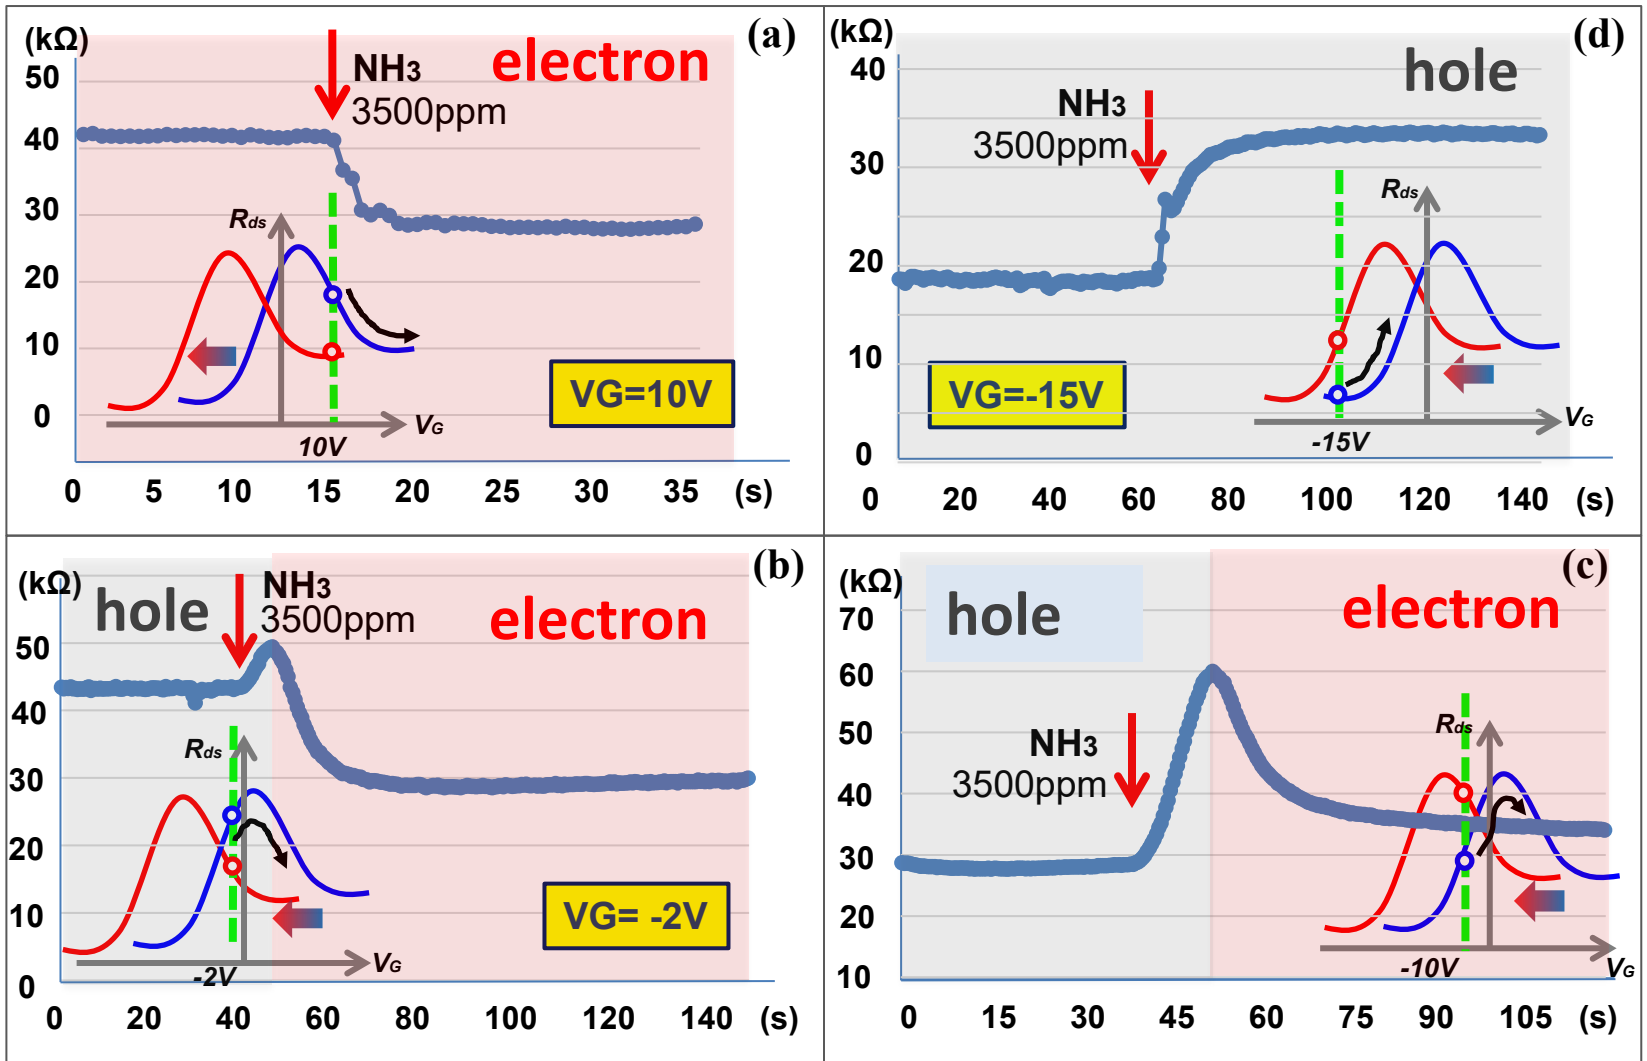 (kΩ)
(a)
electron
NH3
3500ppm
50
40
30
20
10
0
Rds
VG
10V
VG=10V
0 5 10 15 20 25 30 35 (s)
(kΩ)
(d)
hole
NH3
3500ppm
40
30
20
10
0
Rds
VG
-15V
VG=-15V
0 20 40 60 80 100 120 140 (s)
(kΩ)
(b)
hole
NH3
3500ppm
electron
50
40
30
20
10
0
Rds
VG
-2V
VG= -2V
0 20 40 60 80 100 120 140 (s)
(kΩ)
(c)
hole
electron
NH3
3500ppm
70
60
50
40
30
20
10
Rds
VG
-10V
0 15 30 45 60 75 90 105 (s)